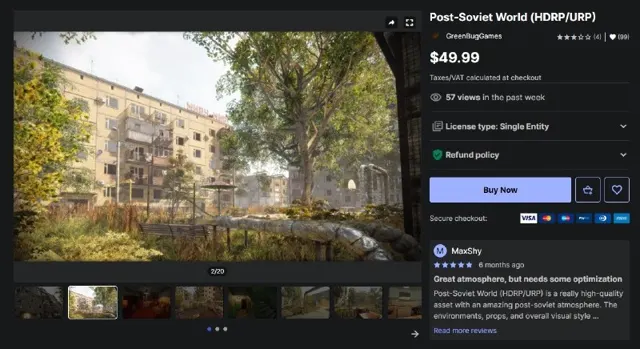 Post-Soviet World (HDRP/URP)
GreenBugGames
(4) | (99)
$49.99
Taxes/VAT calculated at checkout
57 views in the past week
License type: Single Entity
Refund policy
Buy Now
Secure checkout: VISA
2/20
M MaxShy
6 months ago
Great atmosphere, but needs some optimization
Post-Soviet World (HDRP/URP) is a really high-quality
asset with an amazing post-soviet atmosphere. The
environments, props, and overall visual style ...
Read more reviews